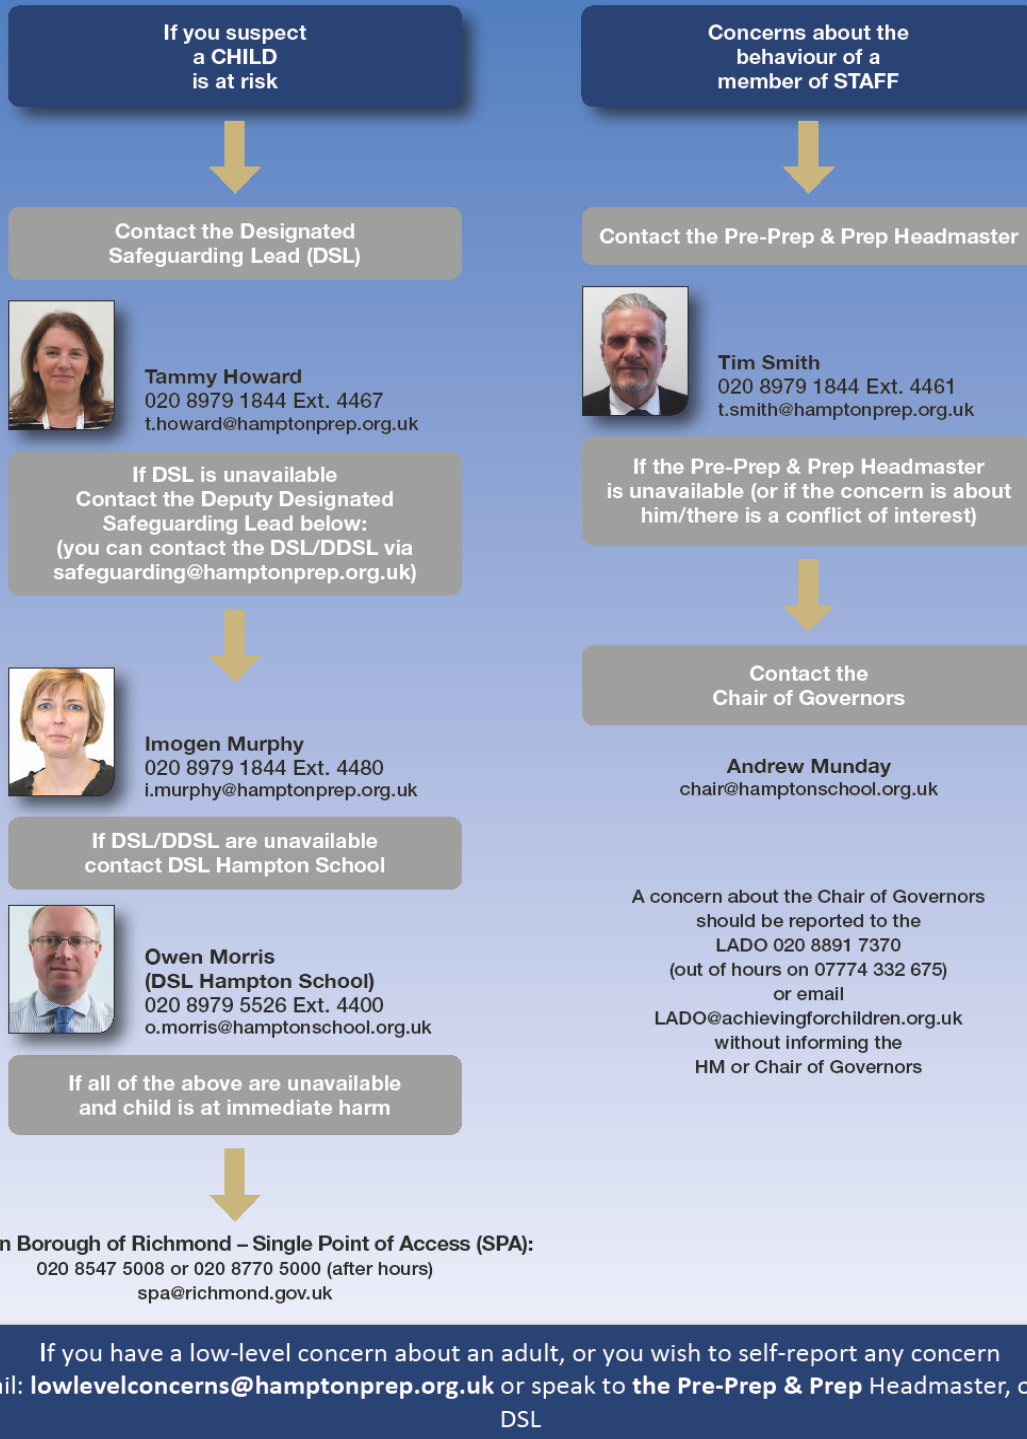 If you suspect
a CHILD
is at risk
Contact the Designated
Safeguarding Lead (DSL)
Tammy Howard
020 8979 1844 Ext. 4467
t.howard@hamptonprep.org.uk
If DSL is unavailable
Contact the Deputy Designated
Safeguarding Lead below:
(you can contact the DSL/DDSL via
safeguarding@hamptonprep.org.uk)
Imogen Murphy
020 8979 1844 Ext. 4480
i.murphy@hamptonprep.org.uk
If DSL/DDSL are unavailable
contact DSL Hampton School
Owen Morris
(DSL Hampton School)
020 8979 5526 Ext. 4400
o.morris@hamptonschool.org.uk
If all of the above are unavailable
and child is at immediate harm
n Borough of Richmond – Single Point of Access (SPA):
020 8547 5008 or 020 8770 5000 (after hours)
spa@richmond.gov.uk
Concerns about the
behaviour of a
member of STAFF
Contact the Pre-Prep & Prep Headmaster
Tim Smith
020 8979 1844 Ext. 4461
t.smith@hamptonprep.org.uk
If the Pre-Prep & Prep Headmaster
is unavailable (or if the concern is about
him/there is a conflict of interest)
Contact the
Chair of Governors
Andrew Munday
chair@hamptonschool.org.uk
A concern about the Chair of Governors
should be reported to the
LADO 020 8891 7370
(out of hours on 07774 332 675)
or email
LADO@achievingforchildren.org.uk
without informing the
HM or Chair of Governors
If you have a low-level concern about an adult, or you wish to self-report any concern
il: lowlevelconcerns@hamptonprep.org.uk or speak to the Pre-Prep & Prep Headmaster,
DSL